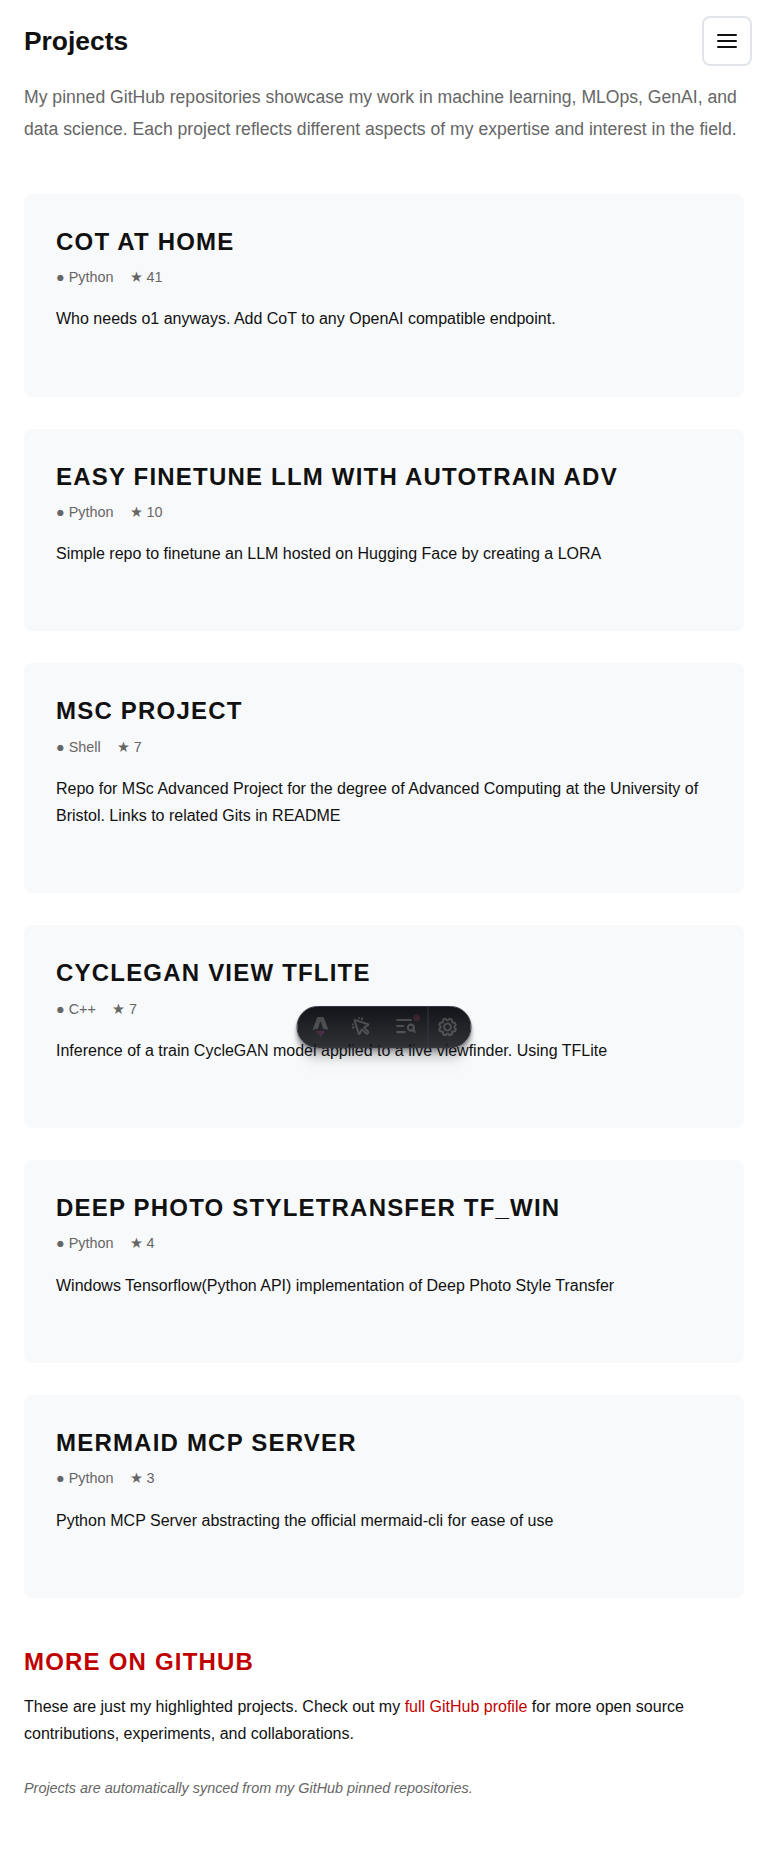 Projects
My pinned GitHub repositories showcase my work in machine learning, MLOps, GenAI, and
data science. Each project reflects different aspects of my expertise and interest in the field.
COT AT HOME
● Python ★ 41
Who needs o1 anyways. Add CoT to any OpenAI compatible endpoint.
EASY FINETUNE LLM WITH AUTOTRAIN ADV
● Python ★ 10
Simple repo to finetune an LLM hosted on Hugging Face by creating a LORA
MSC PROJECT
● Shell ★ 7
Repo for MSc Advanced Project for the degree of Advanced Computing at the University of
Bristol. Links to related Gits in README
CYCLEGAN VIEW TFLITE
● C++ ★ 7
Inference of a train CycleGAN model applied to a live viewfinder. Using TFLite
DEEP PHOTO STYLETRANSFER TF_WIN
● Python ★ 4
Windows Tensorflow(Python API) implementation of Deep Photo Style Transfer
MERMAID MCP SERVER
● Python ★ 3
Python MCP Server abstracting the official mermaid-cli for ease of use
MORE ON GITHUB
These are just my highlighted projects. Check out my full GitHub profile for more open source
contributions, experiments, and collaborations.
Projects are automatically synced from my GitHub pinned repositories.